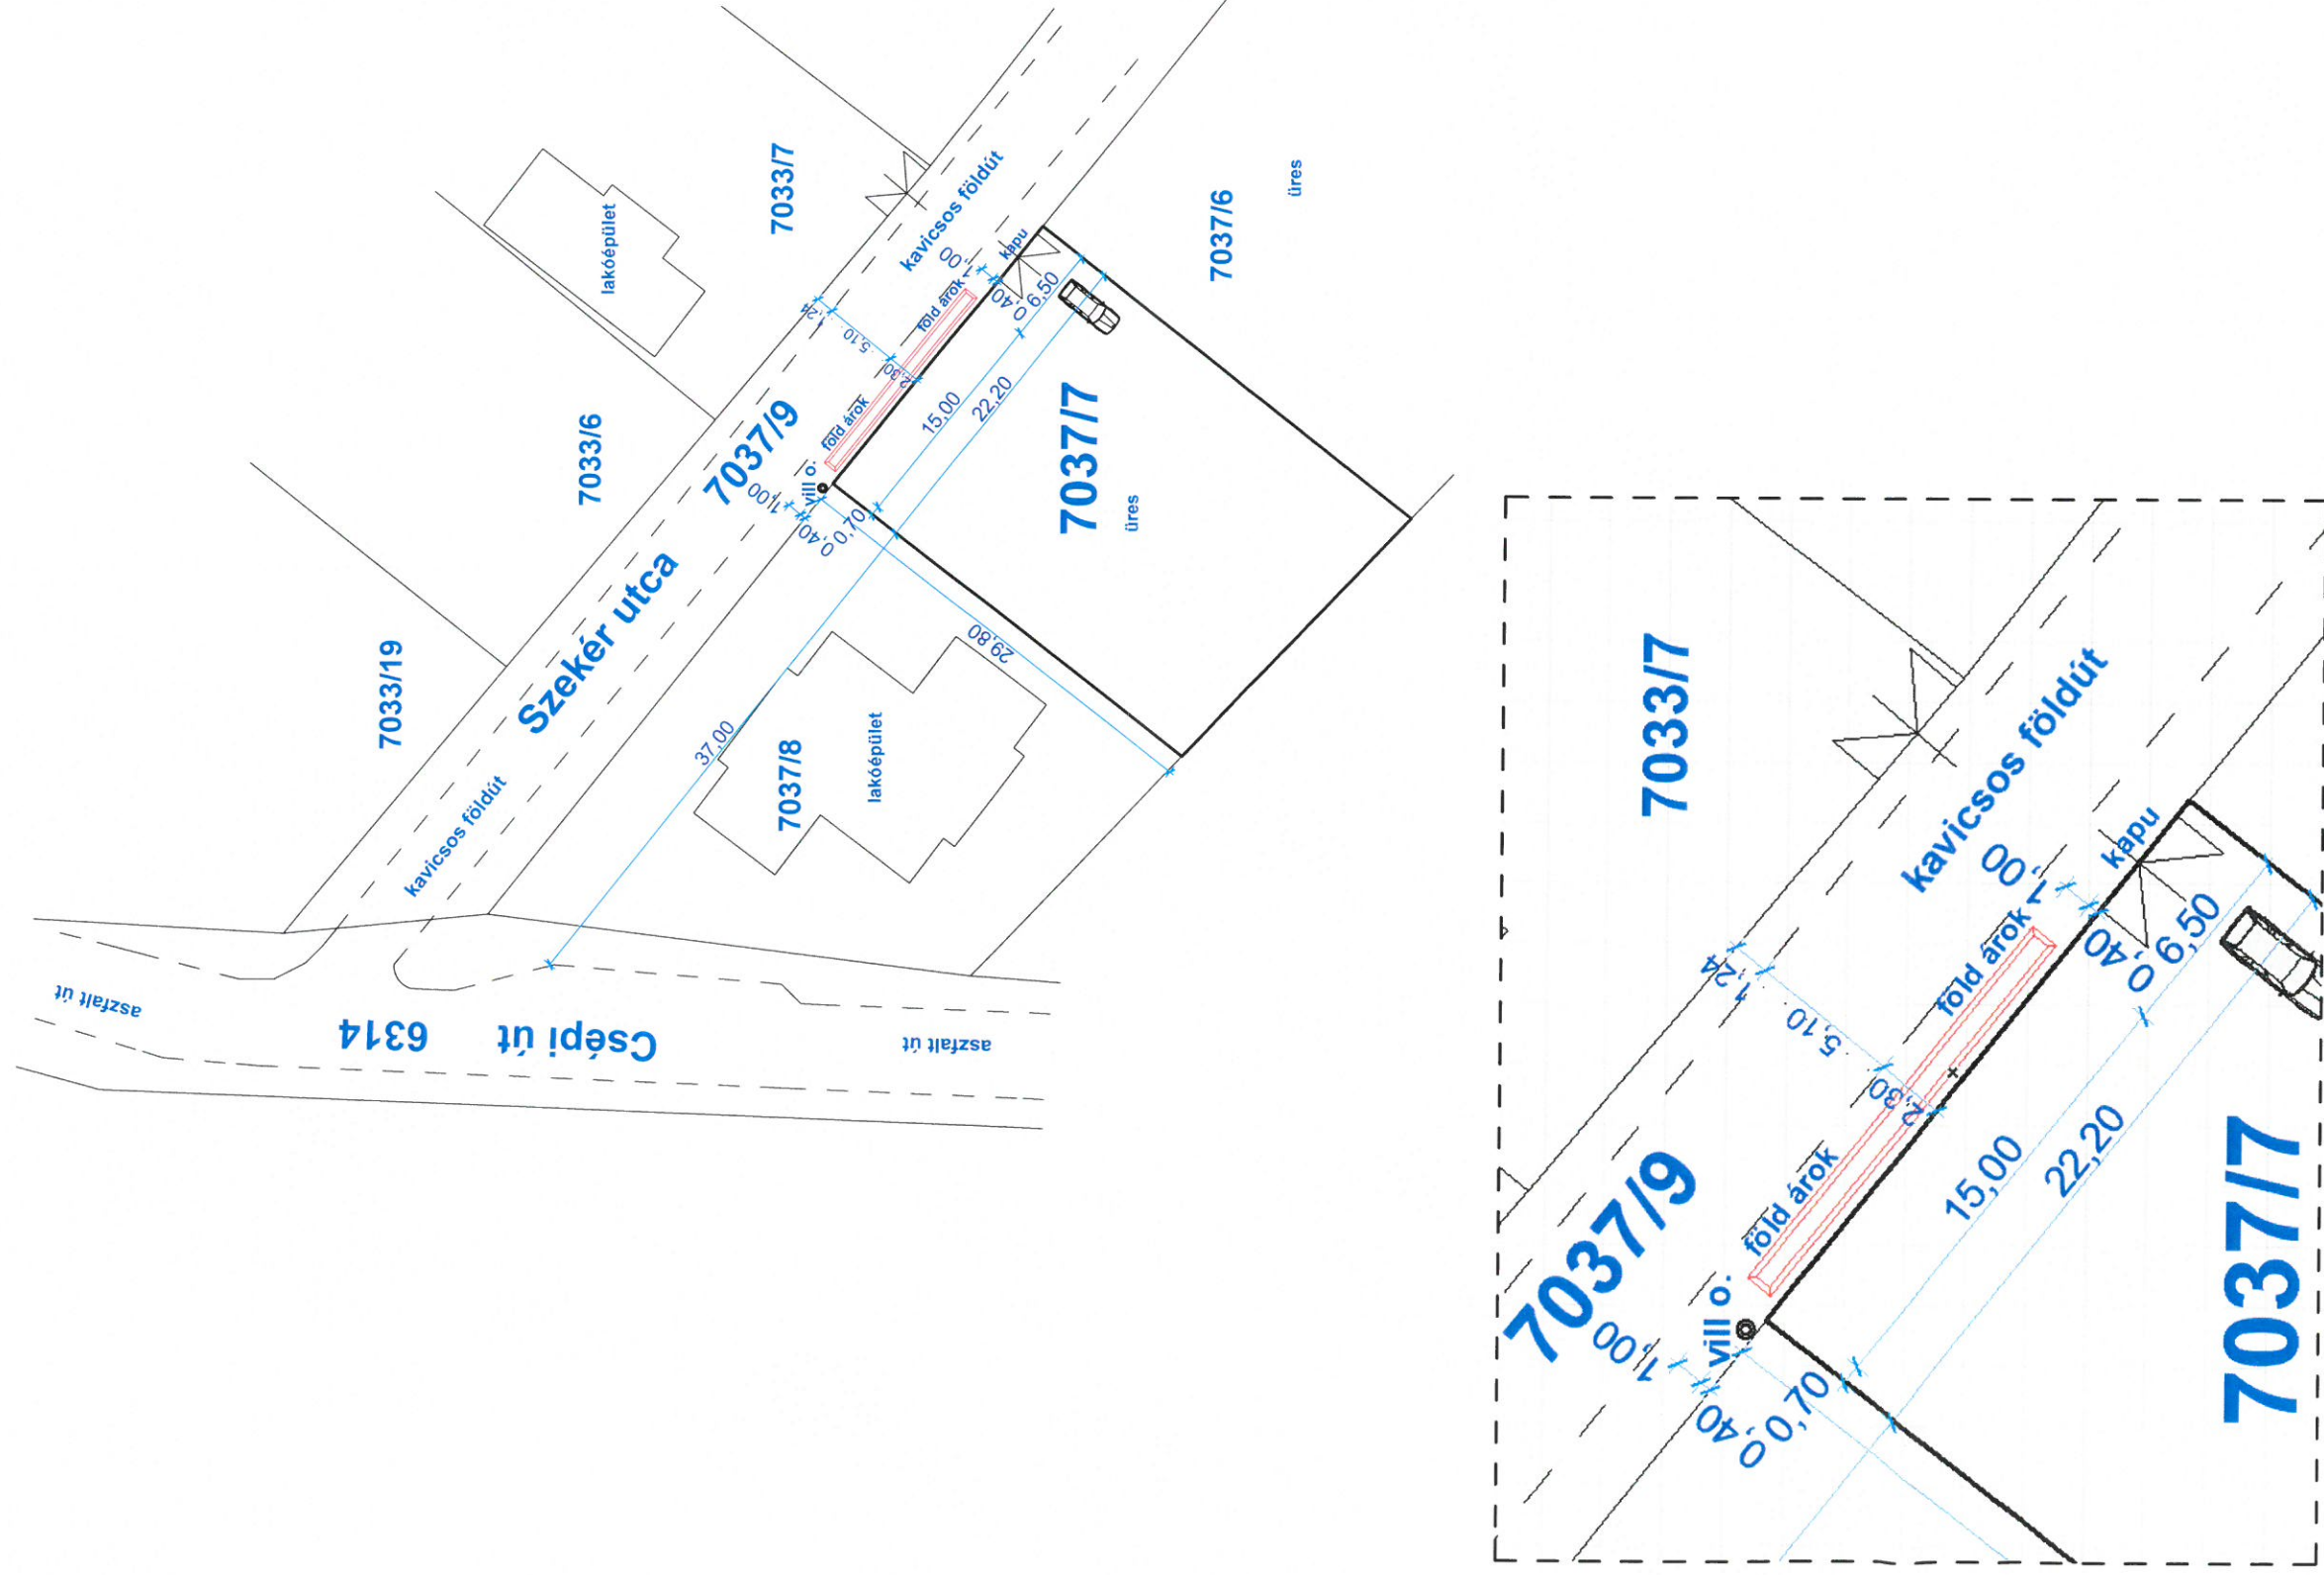 7033/7
lakóépület
kavicsos földút
7037/6
üres
kapu
1,00
0,40
6,50
föld árok
1,24
5,10
2,30
15,00
22,20
föld árok
7037/9
7033/6
vill o.
1,00
0,40
0,70
7037/7
üres
Szekér utca
7033/19
29,80
37,00
7037/8
lakóépület
kavicsos földút
aszfalt út
6314
Csépi út
aszfalt út
7033/7
kavicsos földút
kapu
1,00
0,40
6,50
föld árok
1,24
5,10
2,30
15,00
22,20
föld árok
7037/9
vill o.
1,00
0,40
0,70
7037/7